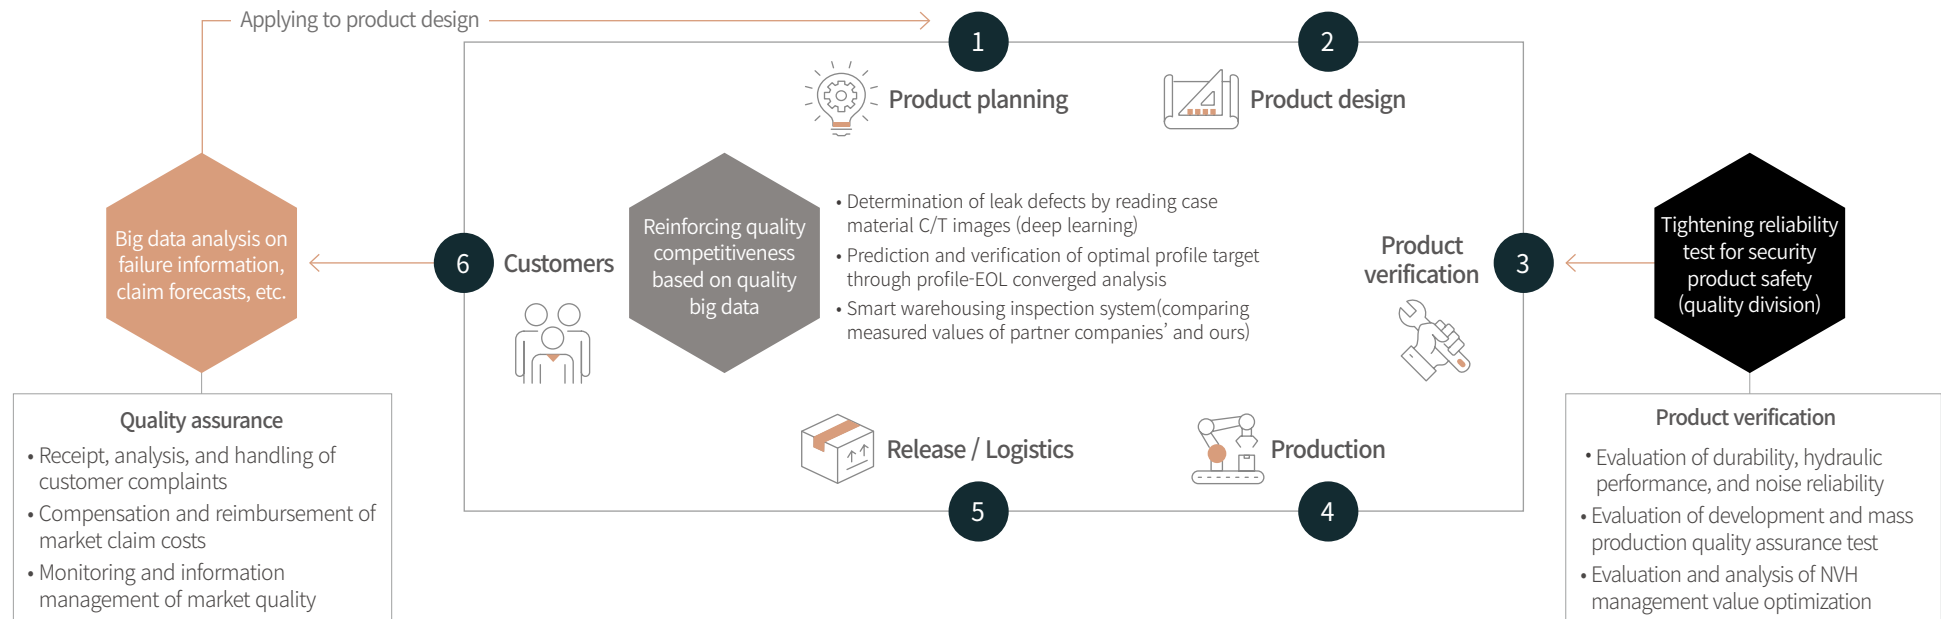 Applying to product design
1
2
Product planning
Product design
Big data analysis on
failure information,
claim forecasts, etc.
6
Customers
Reinforcing quality
competitiveness
based on quality
big data
• Determination of leak defects by reading case
material C/T images (deep learning)
• Prediction and verification of optimal profile target
through profile-EOL converged analysis
• Smart warehousing inspection system(comparing
measured values of partner companies’ and ours)
Product
verification
3
Tightening reliability
test for security
product safety
(quality division)
Release / Logistics
Production
5
4
Quality assurance
• Receipt, analysis, and handling of
customer complaints
• Compensation and reimbursement of
market claim costs
• Monitoring and information
management of market quality
Product verification
• Evaluation of durability, hydraulic
performance, and noise reliability
• Evaluation of development and mass
production quality assurance test
• Evaluation and analysis of NVH
management value optimization